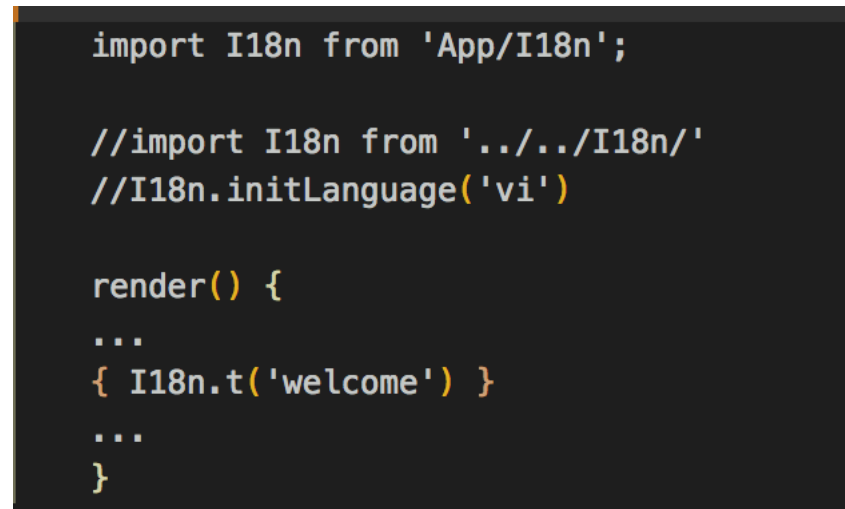 import I18n from 'App/I18n';
//import I18n from '../../I18n/'
//I18n.initLanguage('vi')
render() {
...
{ I18n.t('welcome') }
...
}